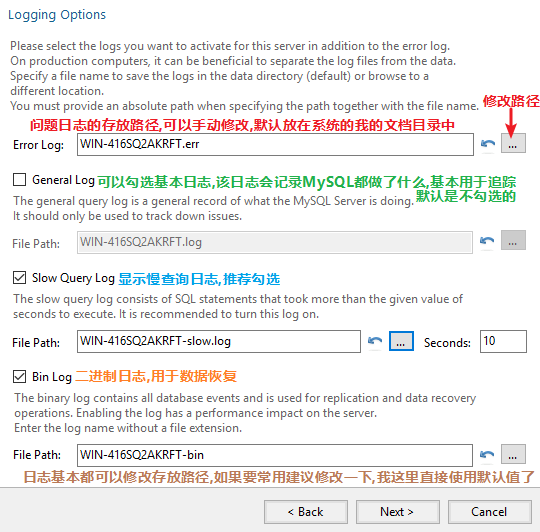 Logging Options
Please select the logs you want to activate for this server in addition to the error log.
On production computers, it can be beneficial to separate the log files from the data.
Specify a file name to save the logs in the data directory (default) or browse to a
different location.
You must provide an absolute path when specifying the path together with the file name.
修改路径
问题日志的存放路径,可以手动修改,默认放在系统的我的文档目录中
Error Log: WIN-416SQ2AKRFT.err ...
General Log 可以勾选基本日志,该日志会记录MySQL都做了什么,基本用于追踪
默认是不勾选的
The general query log is a general record of what the MySQL Server is doing.
It should only be used to track down issues.
File Path: WIN-416SQ2AKRFT.log ...
Slow Query Log 显示慢查询日志,推荐勾选
The slow query log consists of SQL statements that took more than the given value of
seconds to execute. It is recommended to turn this log on.
File Path: WIN-416SQ2AKRFT-slow.log ... Seconds: 10
Bin Log 二进制日志,用于数据恢复
The binary log contains all database events and is used for replication and data recovery
operations. Enabling the log has a performance impact on the server.
Enter the log name without a file extension.
File Path: WIN-416SQ2AKRFT-bin ...
日志基本都可以修改存放路径,如果要常用建议修改一下,我这里直接使用默认值了
< Back Next > Cancel